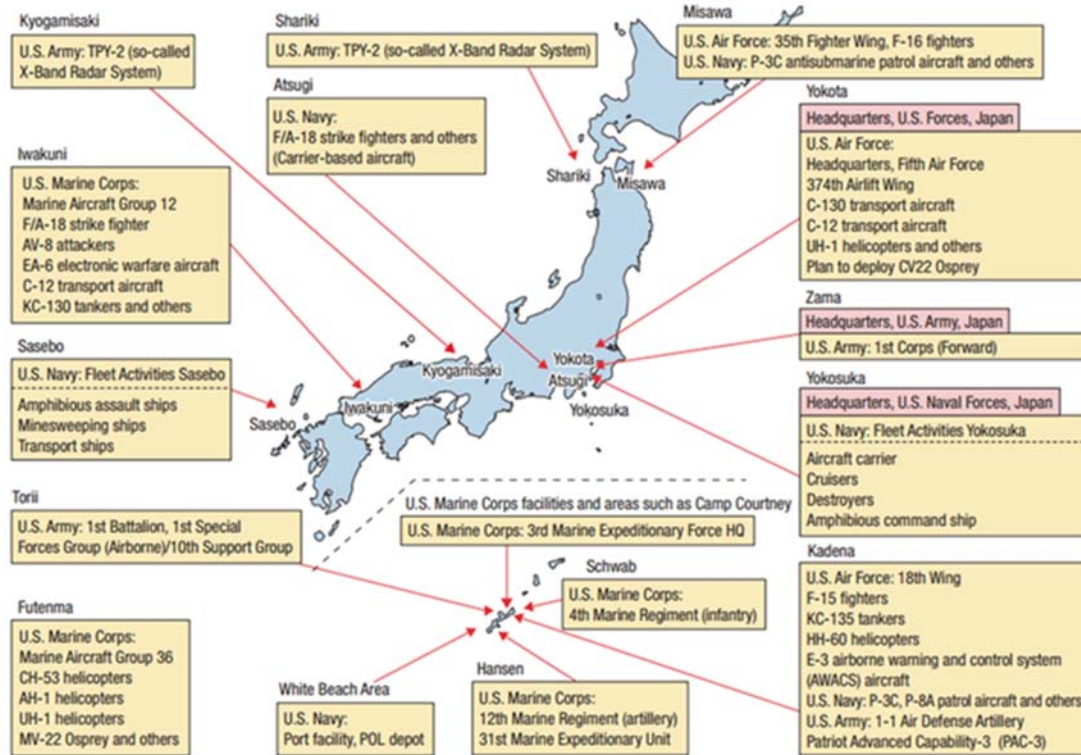 Kyogamisaki
U.S. Army: TPY-2 (so-called
X-Band Radar System)
Shariki
U.S. Army: TPY-2 (so-called X-Band Radar System)
Misawa
U.S. Air Force: 35th Fighter Wing, F-16 fighters
U.S. Navy: P-3C antisubmarine patrol aircraft and others
Atsugi
U.S. Navy:
F/A-18 strike fighters and others
(Carrier-based aircraft)
Yokota
Headquarters, U.S. Forces, Japan
U.S. Air Force:
Headquarters, Fifth Air Force
374th Airlift Wing
C-130 transport aircraft
C-12 transport aircraft
UH-1 helicopters and others
Plan to deploy CV22 Osprey
Iwakuni
U.S. Marine Corps:
Marine Aircraft Group 12
F/A-18 strike fighter
AV-8 attackers
EA-6 electronic warfare aircraft
C-12 transport aircraft
KC-130 tankers and others
Shariki
Misawa
Zama
Headquarters, U.S. Army, Japan
U.S. Army: 1st Corps (Forward)
Sasebo
U.S. Navy: Fleet Activities Sasebo
Amphibious assault ships
Minesweeping ships
Transport ships
Kyogamisaki
Yokota
Atsugi
Yokosuka
Iwakuni
Sasebo
Yokosuka
Headquarters, U.S. Naval Forces, Japan
U.S. Navy: Fleet Activities Yokosuka
Aircraft carrier
Cruisers
Destroyers
Amphibious command ship
Torii
U.S. Army: 1st Battalion, 1st Special
Forces Group (Airborne)/10th Support Group
U.S. Marine Corps facilities and areas such as Camp Courtney
U.S. Marine Corps: 3rd Marine Expeditionary Force HQ
Schwab
U.S. Marine Corps:
4th Marine Regiment (infantry)
Kadena
U.S. Air Force: 18th Wing
F-15 fighters
KC-135 tankers
HH-60 helicopters
E-3 airborne warning and control system
(AWACS) aircraft
U.S. Navy: P-3C, P-8A patrol aircraft and others
U.S. Army: 1-1 Air Defense Artillery
Patriot Advanced Capability-3 (PAC-3)
Futenma
U.S. Marine Corps:
Marine Aircraft Group 36
CH-53 helicopters
AH-1 helicopters
UH-1 helicopters
MV-22 Osprey and others
White Beach Area
U.S. Navy:
Port facility, POL depot
Hansen
U.S. Marine Corps:
12th Marine Regiment (artillery)
31st Marine Expeditionary Unit